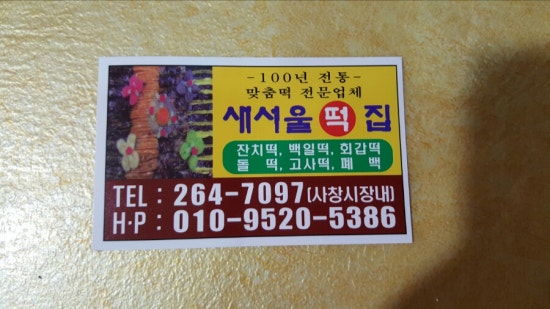 -100년 전통-
맞춤떡 전문업체
새서울떡집
잔치떡, 백일떡, 회갑떡
돌 떡, 고사떡, 폐 백
TEL : 264-7097(사창시장내)
H·P : 010-9520-5386